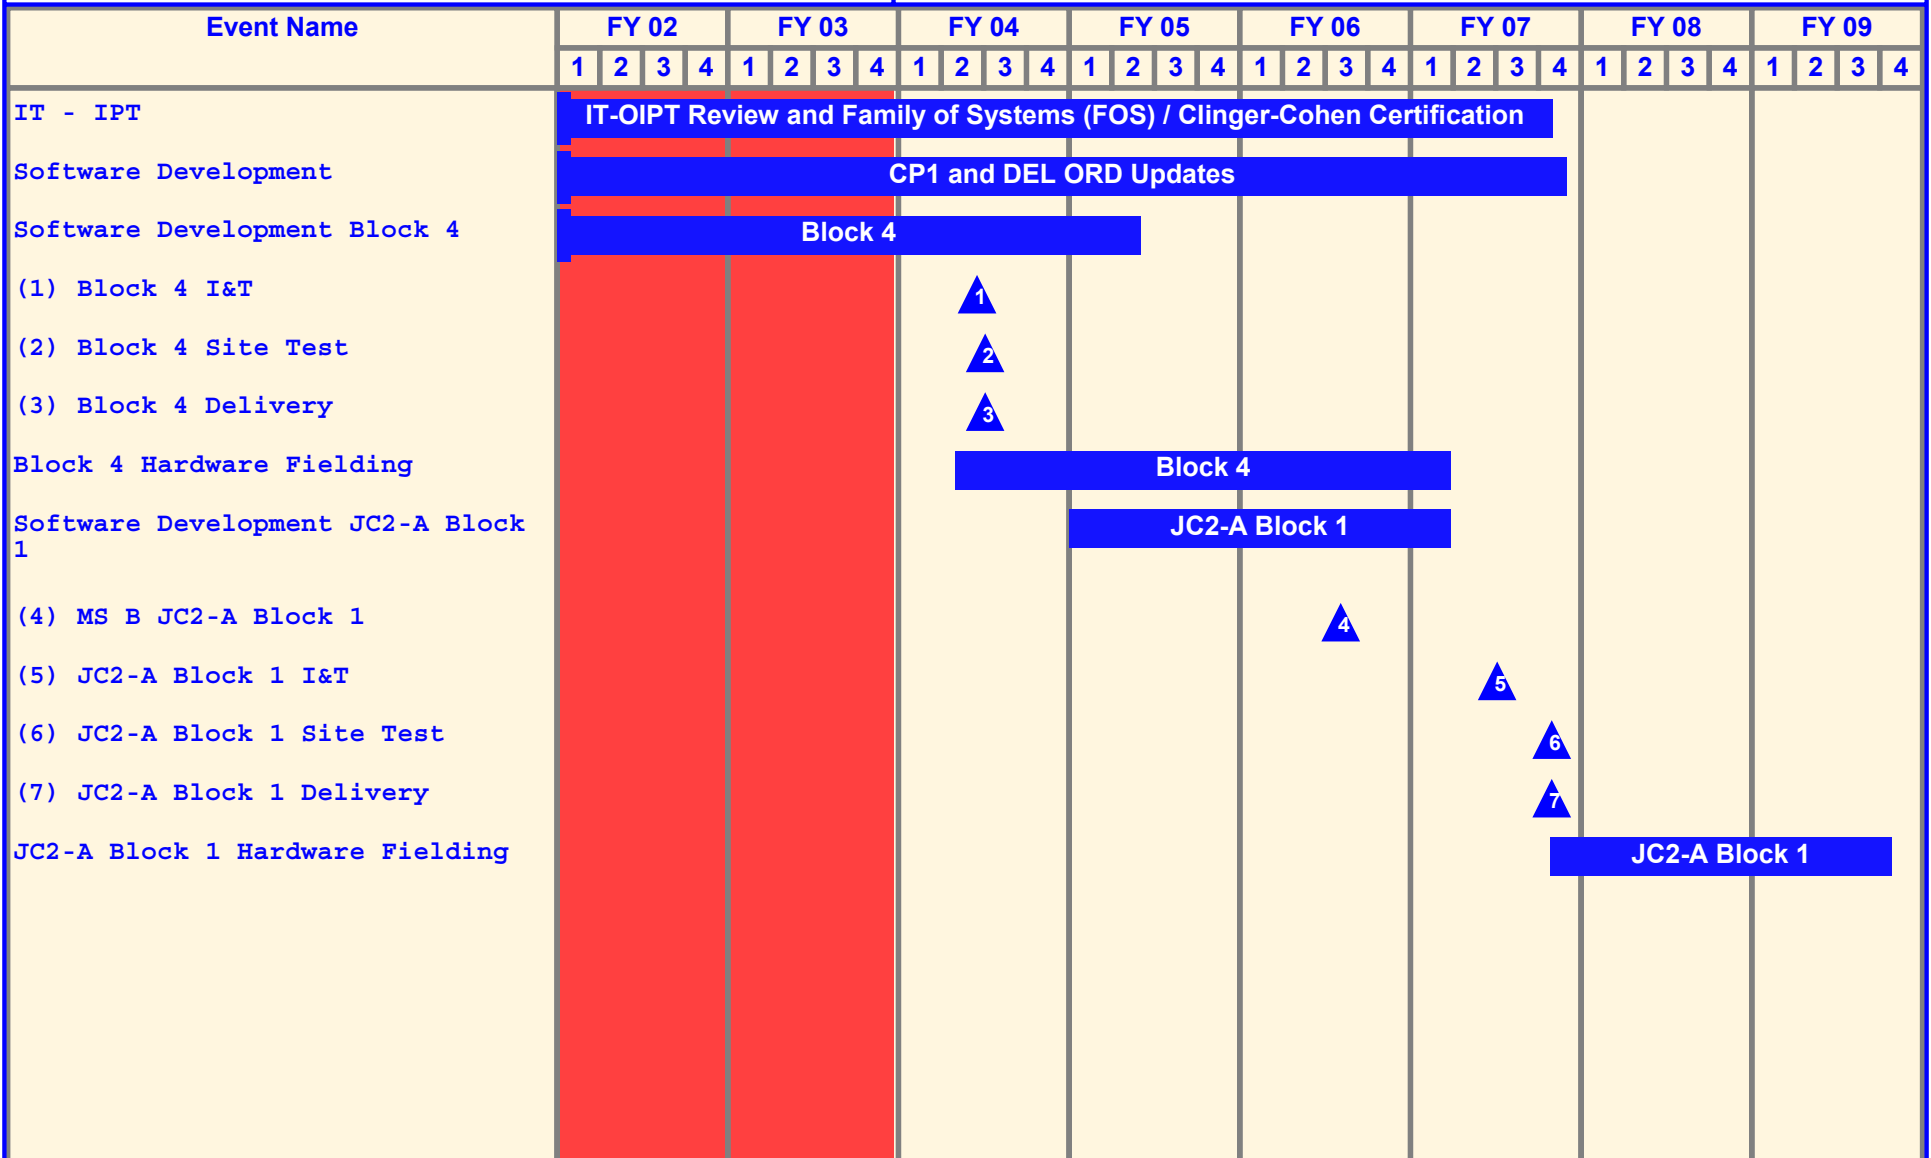 Event Name FY 02 FY 03 FY 04 FY 05 FY 06 FY 07 FY 08 FY 09
1 2 3 4 1 2 3 4 1 2 3 4 1 2 3 4 1 2 3 4 1 2 3 4 1 2 3 4 1 2 3 4
IT - IPT IT-OIPT Review and Family of Systems (FOS) / Clinger-Cohen Certification
Software Development CP1 and DEL ORD Updates
Software Development Block 4 Block 4
(1) Block 4 I&T 1
(2) Block 4 Site Test 2
(3) Block 4 Delivery 3
Block 4 Hardware Fielding Block 4
Software Development JC2-A Block JC2-A Block 1
1
(4) MS B JC2-A Block 1 4
(5) JC2-A Block 1 I&T 5
(6) JC2-A Block 1 Site Test 6
(7) JC2-A Block 1 Delivery 7
JC2-A Block 1 Hardware Fielding JC2-A Block 1